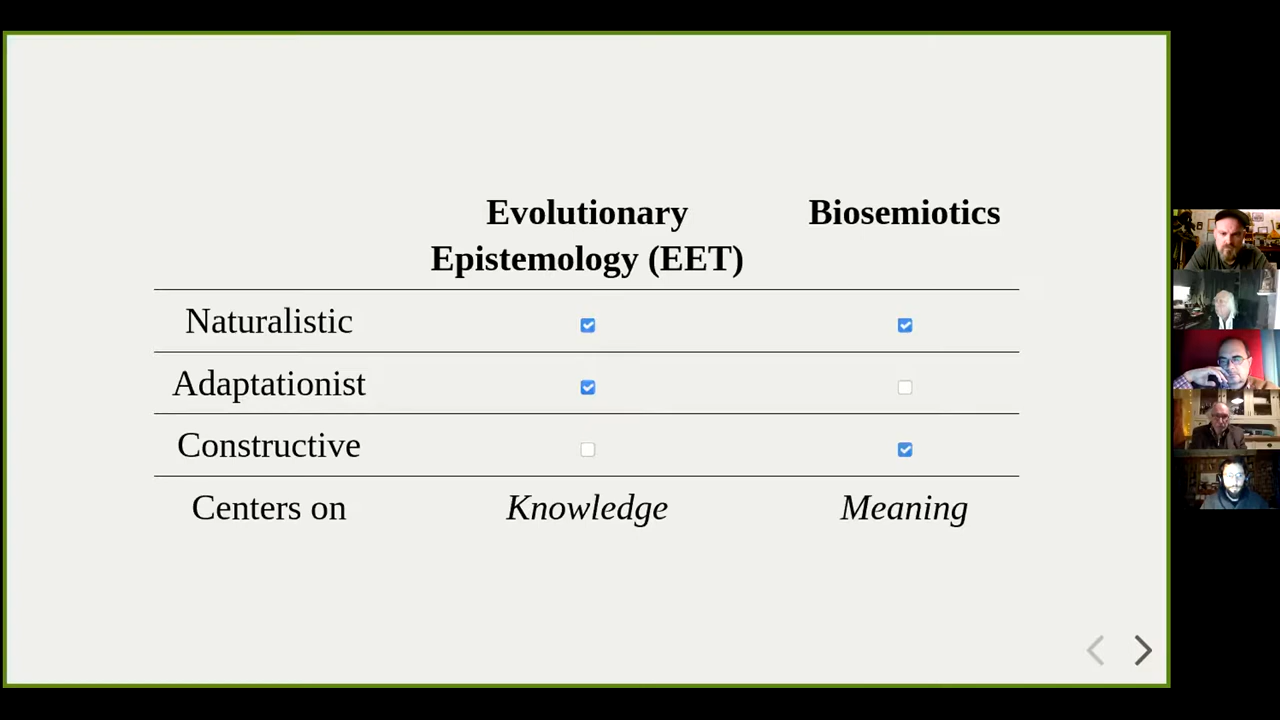 Evolutionary Biosemiotics
Epistemology (EET)
Naturalistic
Adaptationist
Constructive
Centers on Knowledge Meaning